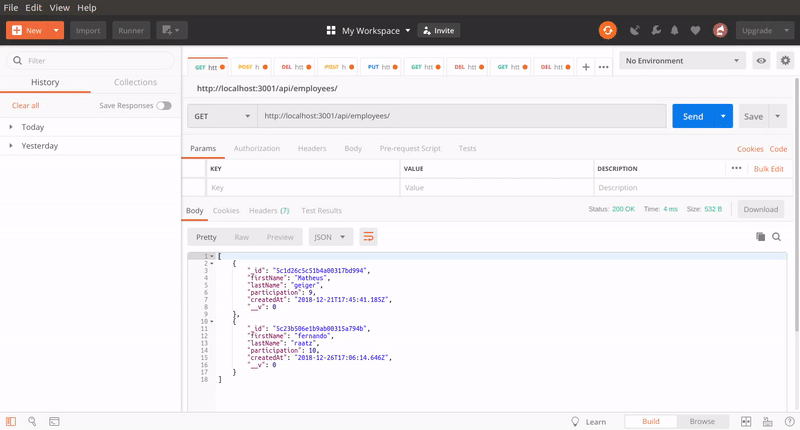 File Edit View Help
New Import Runner My Workspace Invite Upgrade
Filter
History Collections
Clear all Save Responses
Today
Yesterday
GET htt POST h DEL htt POST h PUT htt GET htt DEL htt GET htt DEL htt No Environment
http://localhost:3001/api/employees/
GET http://localhost:3001/api/employees/ Send Save
Params Authorization Headers Body Pre-request Script Tests Cookies Code
KEY VALUE DESCRIPTION Bulk Edit
Key Value Description
Body Cookies Headers (7) Test Results Status: 200 OK Time: 4 ms Size: 532 B Download
Pretty Raw Preview JSON
1 [
2 {
3 "_id": "5c1d26c5c51b4a00317bd994",
4 "firstName": "Matheus",
5 "lastName": "geiger",
6 "participation": 9,
7 "createdAt": "2018-12-21T17:45:41.185Z",
8 "__v": 0
9 },
10 {
11 "_id": "5c23b506e1b9ab00315a794b",
12 "firstName": "fernando",
13 "lastName": "raatz",
14 "participation": 10,
15 "createdAt": "2018-12-26T17:06:14.646Z",
16 "__v": 0
17 }
18 ]
Learn Build Browse